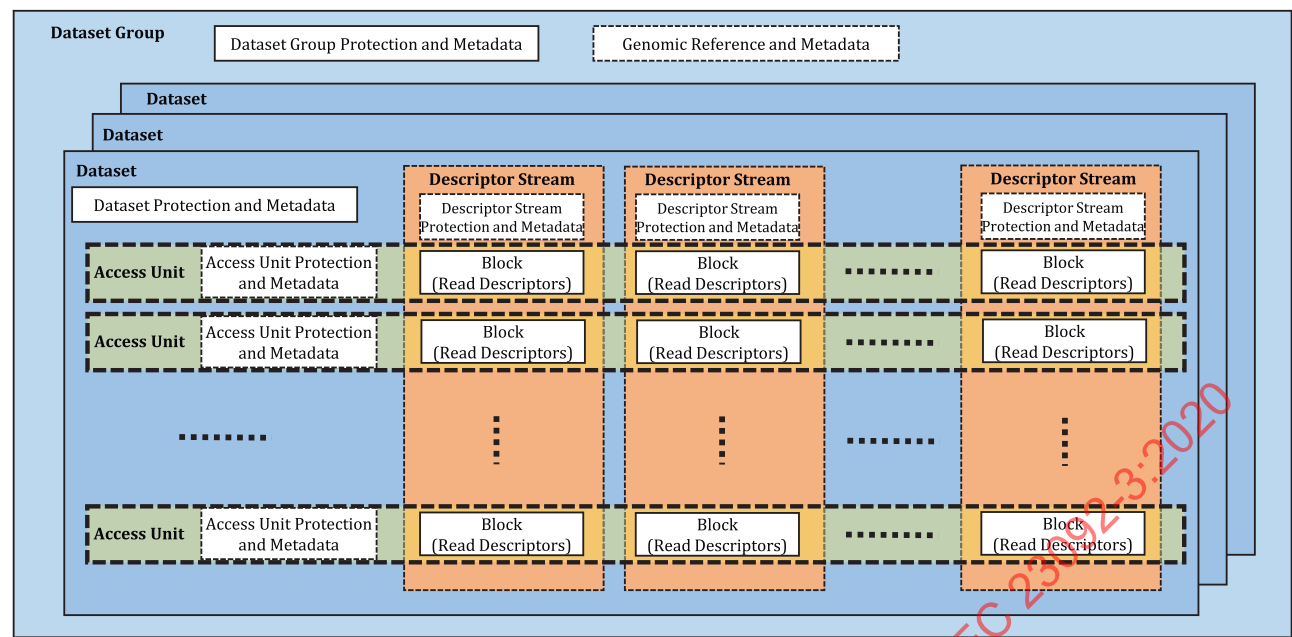 Dataset Group
Dataset Group Protection and Metadata
Genomic Reference and Metadata
Dataset
Dataset
Dataset
Dataset Protection and Metadata
Descriptor Stream
Descriptor Stream
Descriptor Stream
Descriptor Stream
Protection and Metadata
Descriptor Stream
Protection and Metadata
Descriptor Stream
Protection and Metadata
Access Unit
Access Unit Protection
and Metadata
Block
(Read Descriptors)
Block
(Read Descriptors)
Block
(Read Descriptors)
Access Unit
Access Unit Protection
and Metadata
Block
(Read Descriptors)
Block
(Read Descriptors)
Block
(Read Descriptors)
Access Unit
Access Unit Protection
and Metadata
Block
(Read Descriptors)
Block
(Read Descriptors)
Block
(Read Descriptors)
EC 23092-3:2020